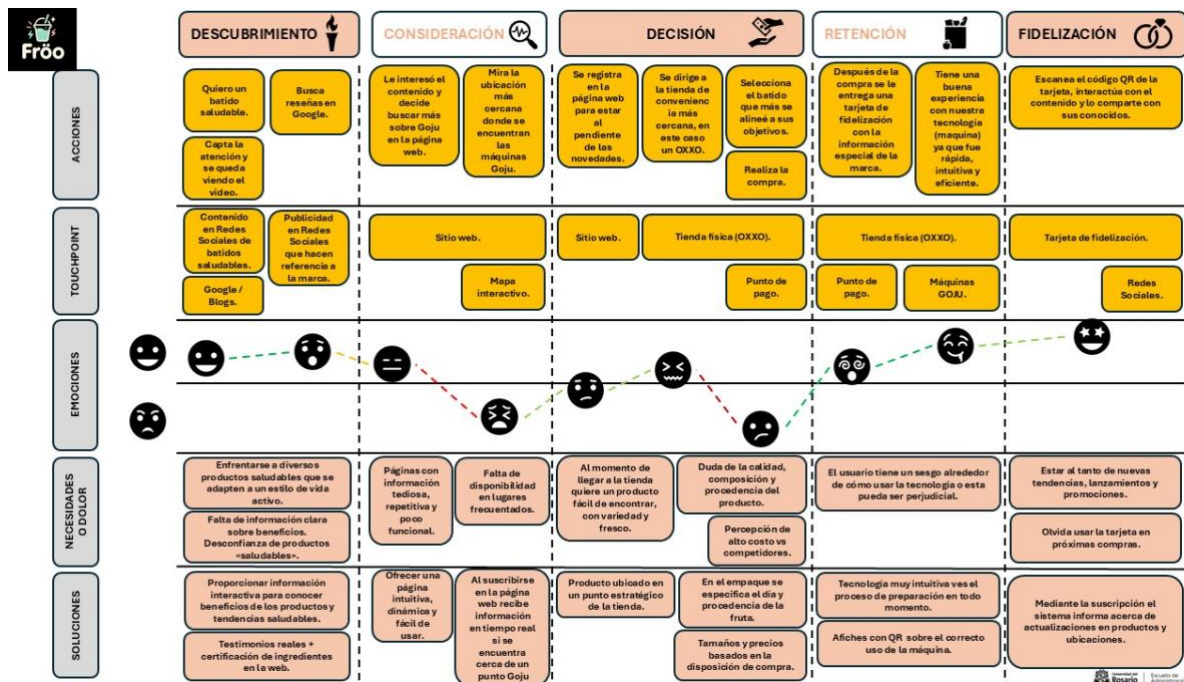 Fröo
DESCUBRIMIENTO
CONSIDERACIÓN
DECISIÓN
RETENCIÓN
FIDELIZACIÓN
ACCIONES
Quiero un
batido
saludable.
Busca
reseñas en
Google.
Capta la
atención y
se queda
viendo el
video.
Le interesó el
contenido y
decide
buscar más
sobre Goju
en la página
web.
Mira la
ubicación
más
cercana
donde se
encuentran
las
máquinas
Goju.
Se registra
en la
página web
para estar
al
pendiente
de las
novedades.
Se dirige a
la tienda de
convenienc
ia más
cercana, en
este caso
un OXXO.
Selecciona
el batido
que más se
alineé a sus
objetivos.
Realiza la
compra.
Después de la
compra se le
entrega una
tarjeta de
fidelización
con la
información
especial de la
marca.
Tiene una
buena
experiencia
con nuestra
tecnología
(maquina) ya
que fue
rápida,
intuitiva y
eficiente.
Escanea el código QR de la
tarjeta, interactúa con el
contenido y lo comparte con
sus conocidos.
TOUCHPOINT
Contenido
en Redes
Sociales de
batidos
saludables.
Publicidad
en Redes
Sociales
que hacen
referencia a
la marca.
Google /
Blogs.
Sitio web.
Mapa
interactivo.
Sitio web.
Tienda física (OXXO).
Punto de
pago.
Tienda física (OXXO).
Punto de
pago.
Máquinas
GOJU.
Tarjeta de fidelización.
Redes
Sociales.
EMOCIONES
NECESIDADES
O DOLOR
Enfrentarse a diversos
productos saludables que se
adapten a un estilo de vida
activo.
Falta de información clara
sobre beneficios.
Desconfianza de productos
«saludables».
Páginas con
información
tediosa,
repetitiva y
poco
funcional.
Falta de
disponibilidad
en lugares
frecuentados.
Al momento de
llegar a la tienda
quiere un producto
fácil de encontrar,
con variedad y
fresco.
Duda de la calidad,
composición y
procedencia del
producto.
Percepción de
alto costo vs
competidores.
El usuario tiene un sesgo alrededor
de cómo usar la tecnología o esta
pueda ser perjudicial.
Estar al tanto de nuevas
tendencias, lanzamientos y
promociones.
Olvida usar la tarjeta en
próximas compras.
SOLUCIONES
Proporcionar información
interactiva para conocer
beneficios de los productos y
tendencias saludables.
Testimonios reales +
certificación de ingredientes
en la web.
Ofrecer una
página
intuitiva,
dinámica y
fácil de
usar.
Al suscribirse
en la página
web recibe
información
en tiempo real
si se
encuentra
cerca de un
punto Goju
Producto ubicado en
un punto estratégico
de la tienda.
En el empaque se
especifica el día y
procedencia de la
fruta.
Tamaños y precios
basados en la
disposición de compra.
Tecnología muy intuitiva ves el
proceso de preparación en todo
momento.
Afiches con QR sobre el correcto
uso de la máquina.
Mediante la suscripción el
sistema informa acerca de
actualizaciones en productos y
ubicaciones.
Universidad del
Rosario
Escuela de